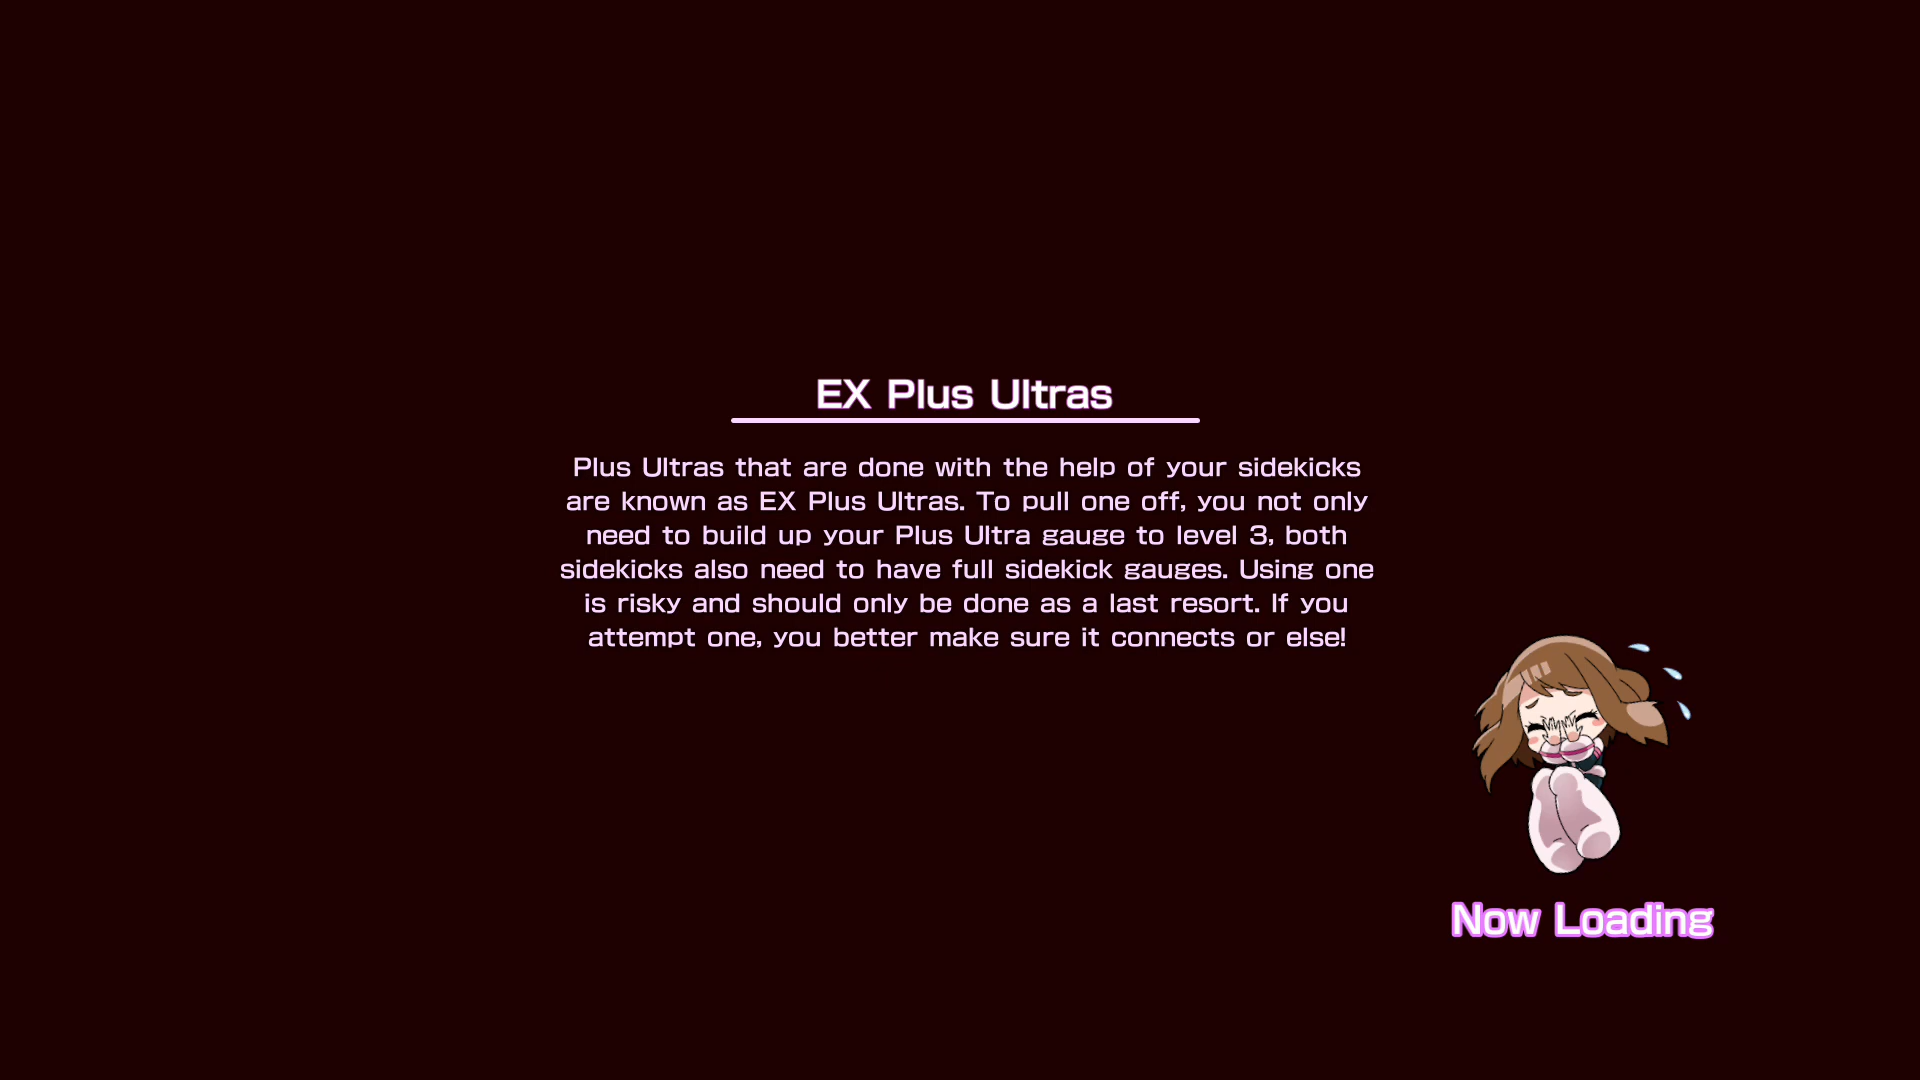 EX Plus Ultras
Plus Ultras that are done with the help of your sidekicks
are known as EX Plus Ultras. To pull one off, you not only
need to build up your Plus Ultra gauge to level 3, both
sidekicks also need to have full sidekick gauges. Using one
is risky and should only be done as a last resort. If you
attempt one, you better make sure it connects or else!
Now Loading